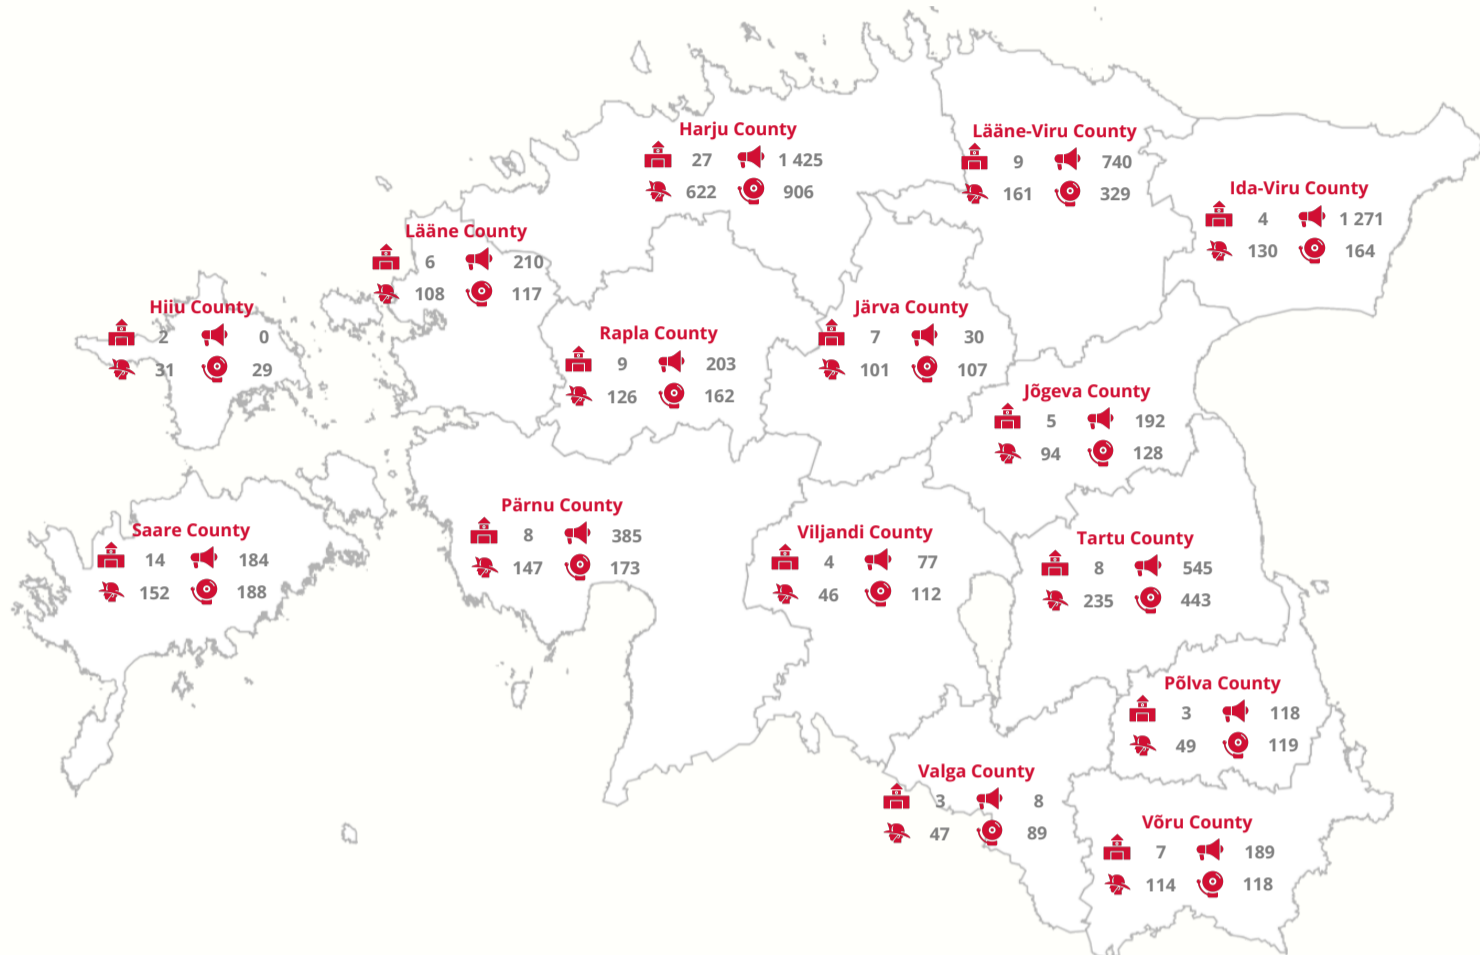 Harju County
27 1 425
622 906
Lääne-Viru County
9 740
161 329
Ida-Viru County
4 1 271
130 164
Lääne County
6 210
108 117
Hiiu County
2 0
31 29
Rapla County
9 203
126 162
Järva County
7 30
101 107
Jõgeva County
5 192
94 128
Saare County
14 184
152 188
Pärnu County
8 385
147 173
Viljandi County
4 77
46 112
Tartu County
8 545
235 443
Põlva County
3 118
49 119
Valga County
3 8
47 89
Võru County
7 189
114 118